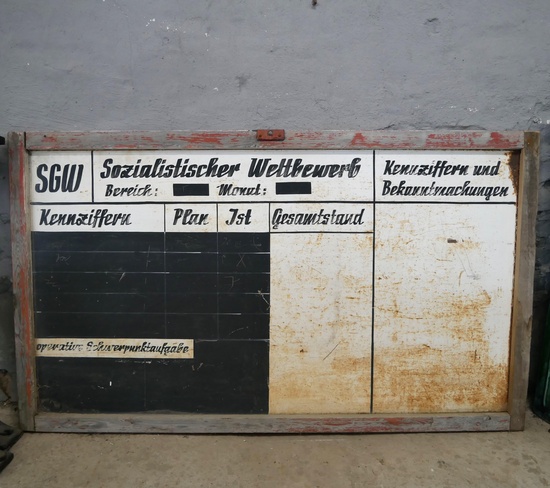 SGW
Sozialistischer Wettbewerb
Bereich: Monat:
Kennziffern und
Bekanntmachungen
Kennziffern Plan Ist Gesamtstand
operative Schwerpunktaufgabe